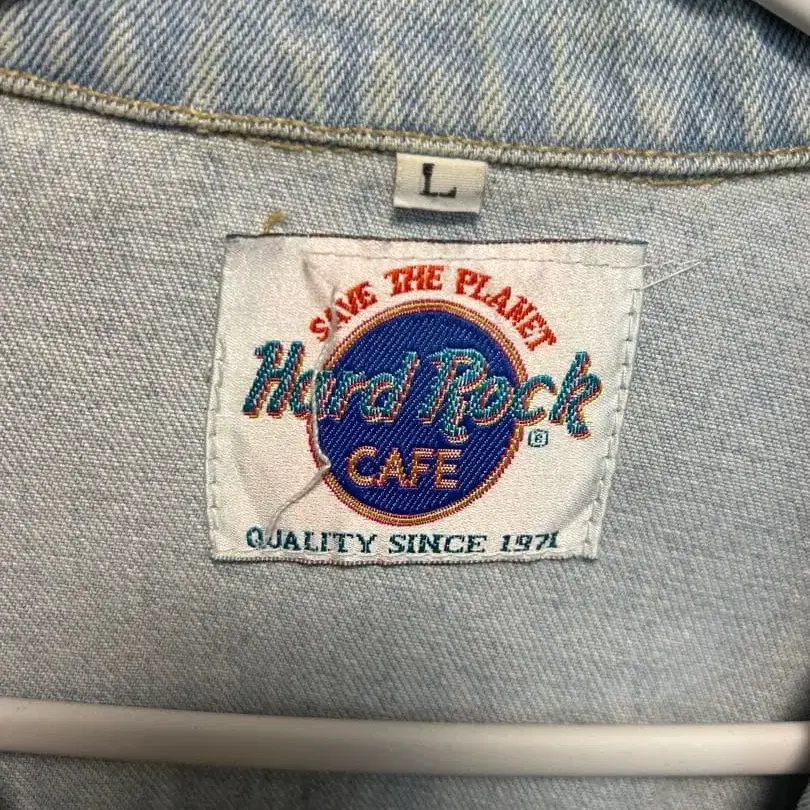 L
SAVE THE PLANET
Hard Rock
®
CAFE
QUALITY SINCE 1971